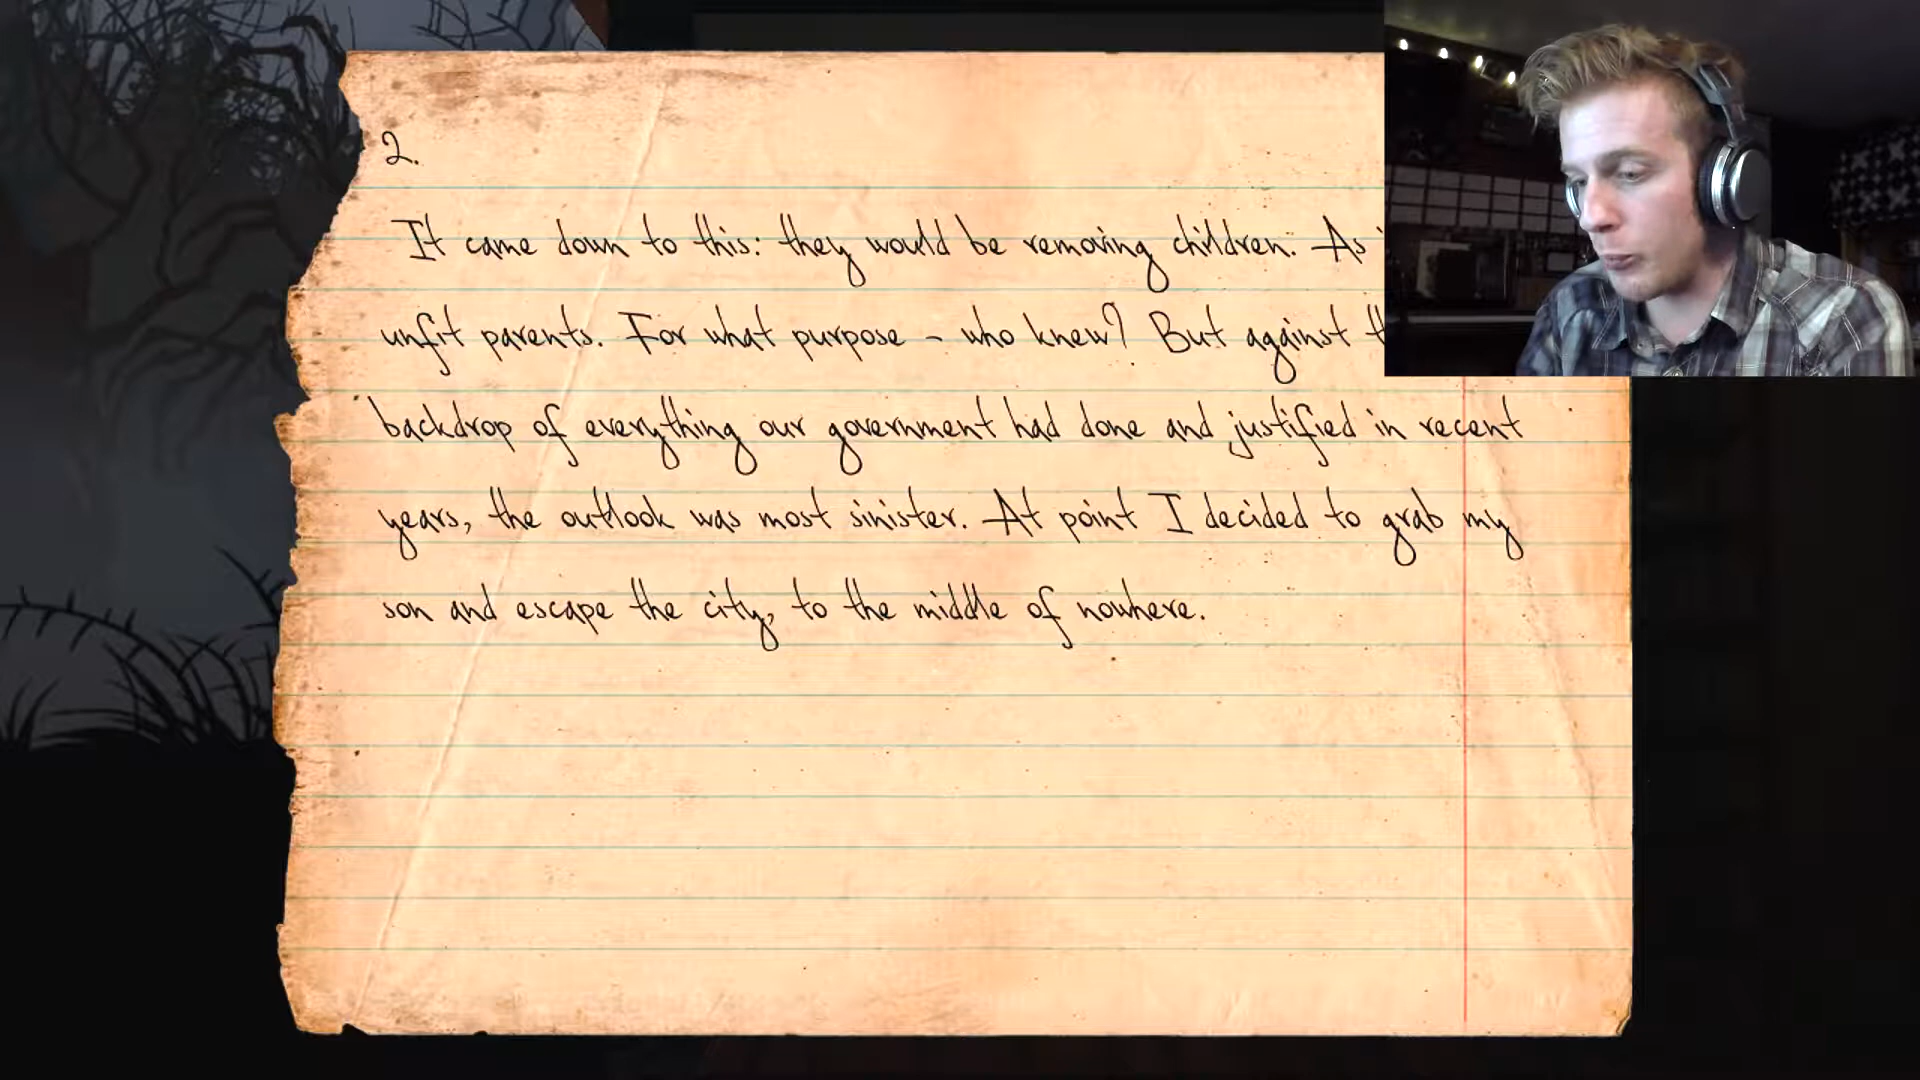 2.
It came down to this: they would be removing children. As
unfit parents. For what purpose - who knew? But against
backdrop of everything our government had done and justified in recent
years, the outlook was most sinister. At point I decided to grab my
son and escape the city, to the middle of nowhere.